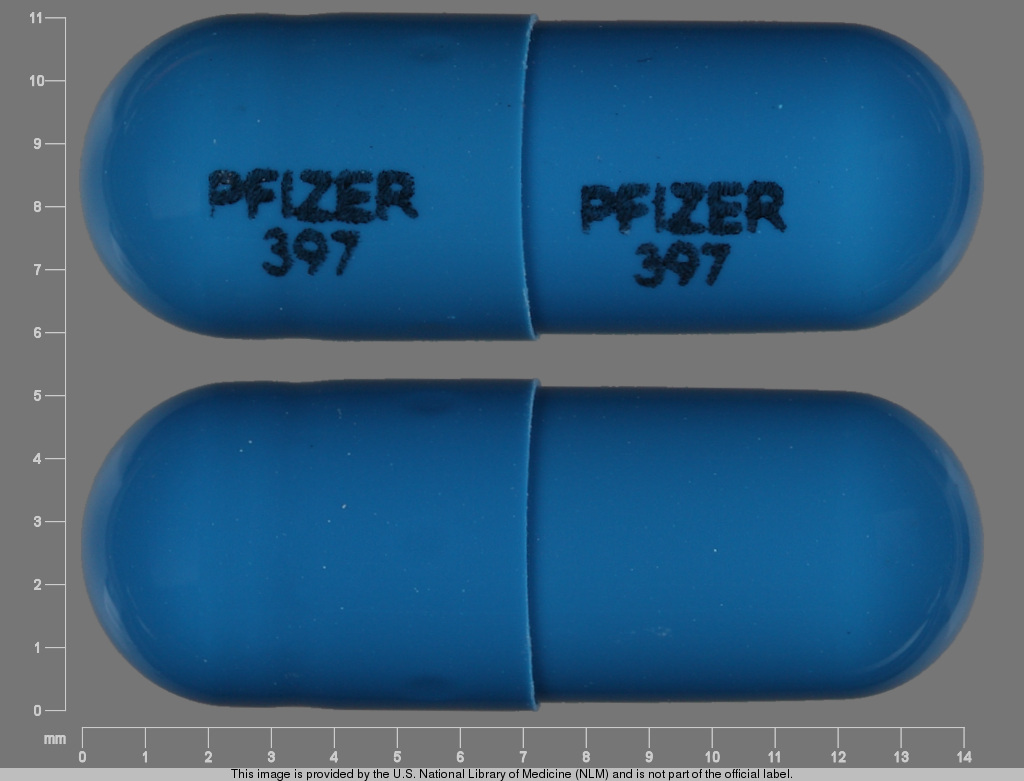 11
10
9
8
7
6
5
4
3
2
1
0
PFIZER
397
PFIZER
397
mm
0 1 2 3 4 5 6 7 8 9 10 11 12 13 14
This image is provided by the U.S. National Library of Medicine (NLM) and is not part of the official label.